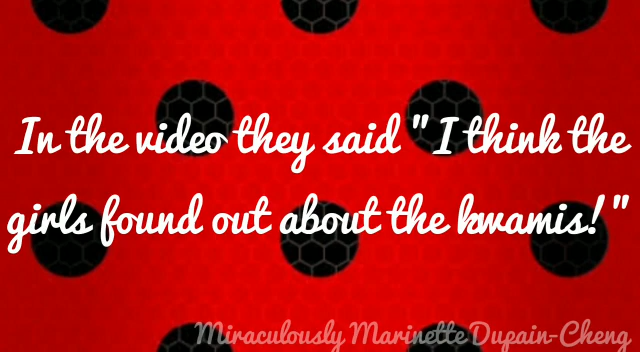 In the video they said " I think the
girls found out about the kwamis! "
Miraculously Marinette Dupain-Cheng